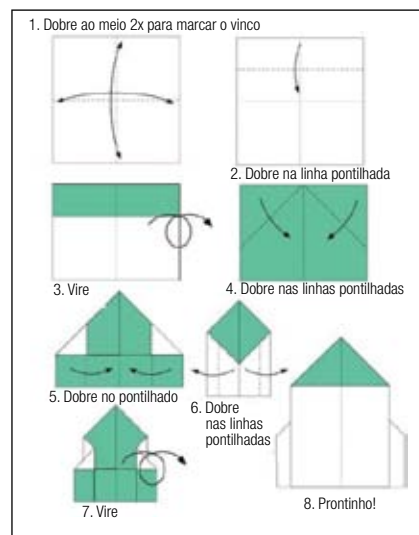 1. Dobre ao meio 2x para marcar o vinco
2. Dobre na linha pontilhada
3. Vire
4. Dobre nas linhas pontilhadas
5. Dobre no pontilhado
6. Dobre
nas linhas
pontilhadas
7. Vire
8. Prontinho!